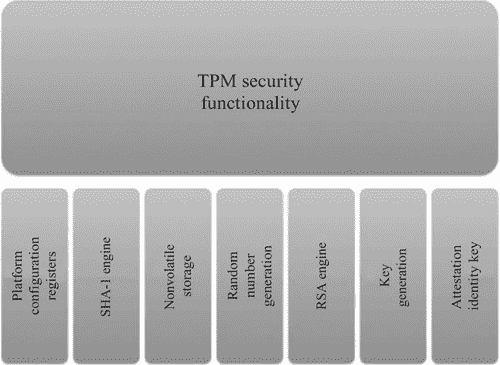 TPM security
functionality
Platform
configuration
registers
SHA-1 engine
Nonvolatile
storage
Random
number
generation
RSA engine
Key
generation
Attestation
identity key